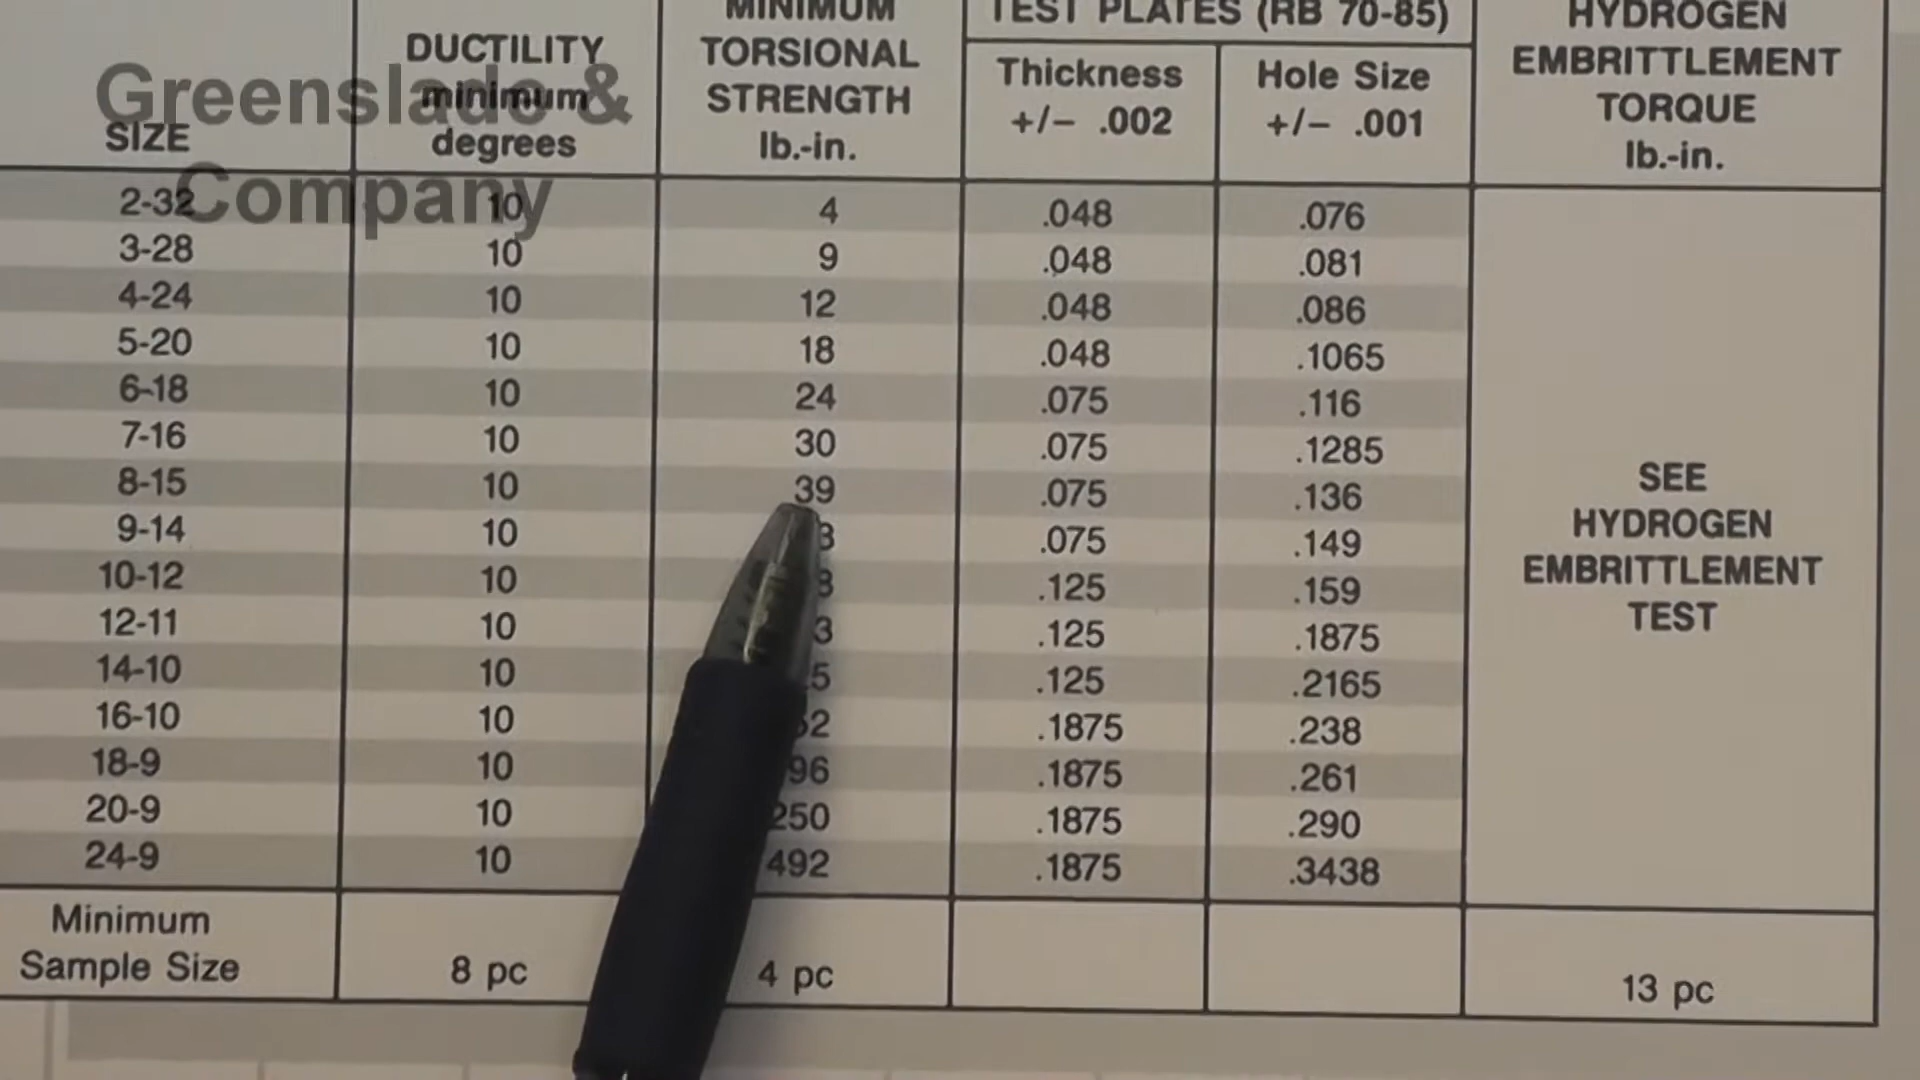 MINIMUM TEST PLATES (RB 70-85) HYDROGEN
DUCTILITY TORSIONAL Thickness Hole Size EMBRITTLEMENT
Greenslade &
minimum STRENGTH TORQUE
SIZE degrees lb.-in. +/- .002 +/- .001 lb.-in.
Company
2-32 10 4 .048 .076
3-28 10 9 .048 .081
4-24 10 12 .048 .086
5-20 10 18 .048 .1065
6-18 10 24 .075 .116
7-16 10 30 .075 .1285
8-15 10 39 .075 .136 SEE
9-14 10 .075 .149 HYDROGEN
10-12 10 .125 .159 EMBRITTLEMENT
12-11 10 .125 .1875 TEST
14-10 10 .125 .2165
16-10 10 .1875 .238
18-9 10 .1875 .261
20-9 10 250 .1875 .290
24-9 10 492 .1875 .3438
Minimum
Sample Size 8 pc 4 pc 13 pc